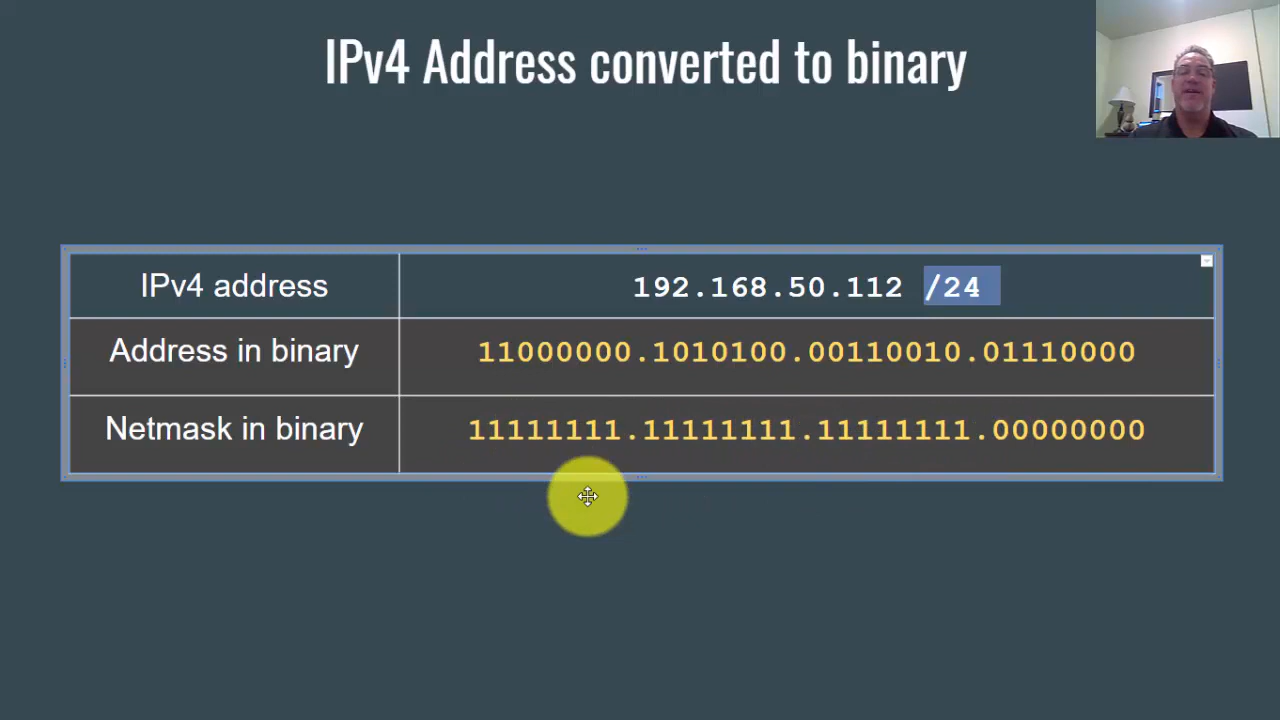 IPv4 Address converted to binary
IPv4 address 192.168.50.112 /24
Address in binary 11000000.1010100.00110010.01110000
Netmask in binary 11111111.11111111.11111111.00000000